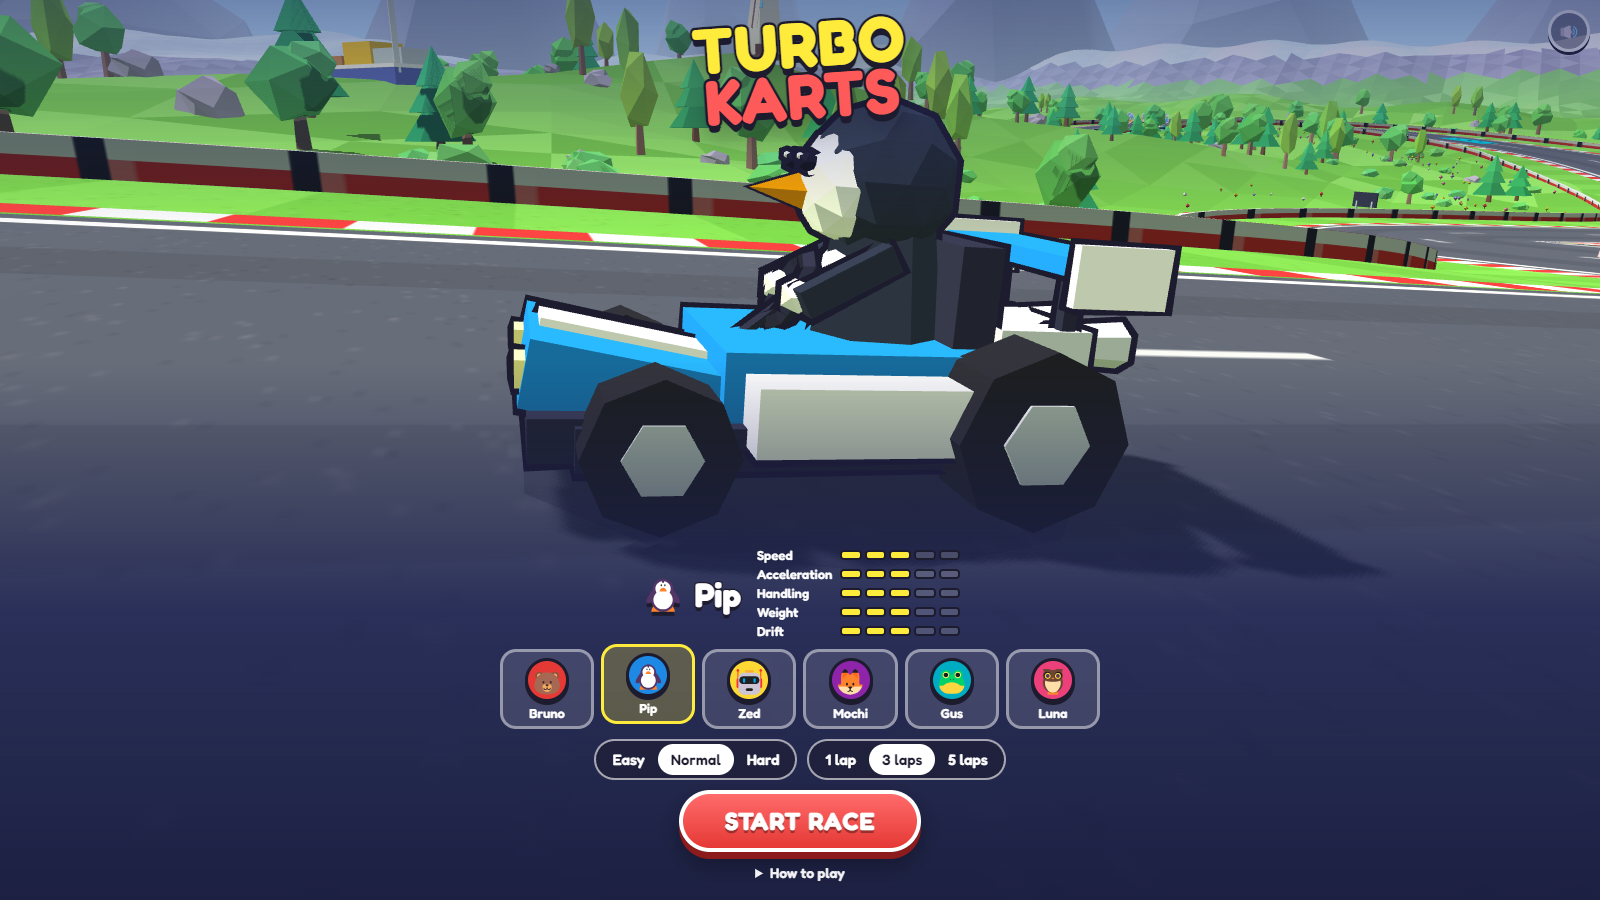 TURBO
KARTS
Pip
Speed
Acceleration
Handling
Weight
Drift
Bruno
Pip
Zed
Mochi
Gus
Luna
Easy Normal Hard
1 lap 3 laps 5 laps
START RACE
How to play